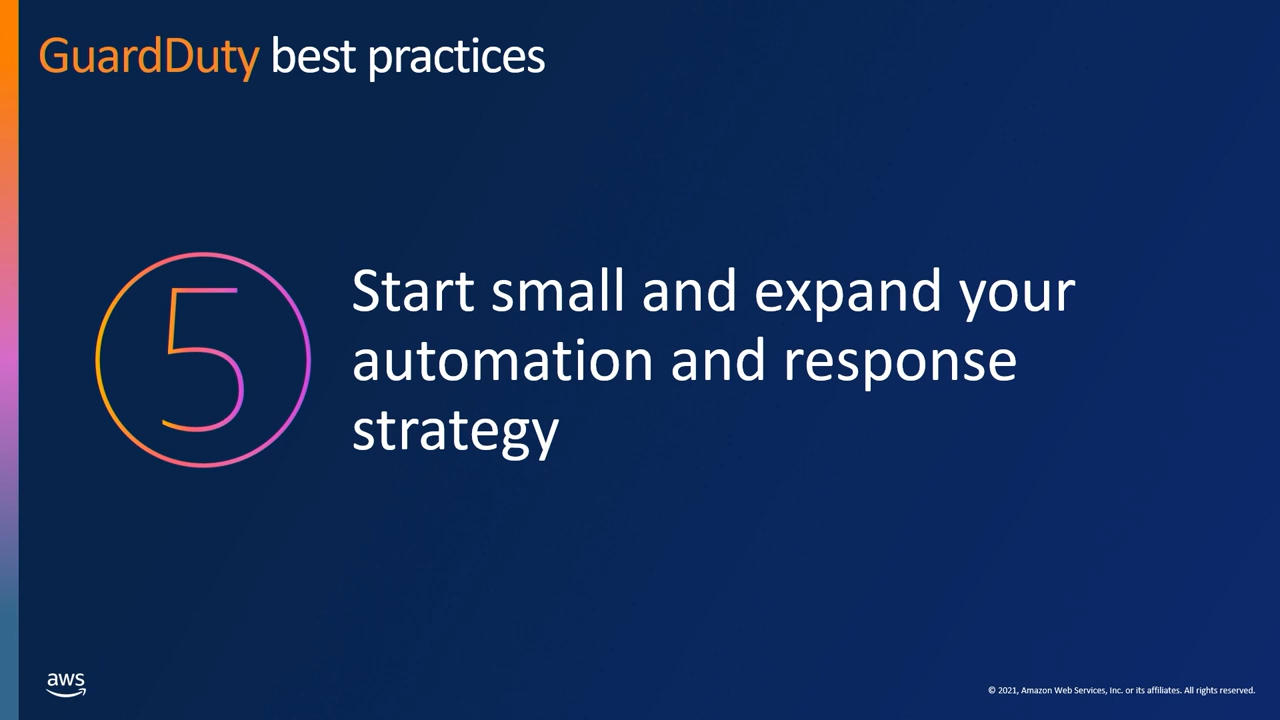 GuardDuty best practices
5
Start small and expand your
automation and response
strategy
aws
© 2021, Amazon Web Services, Inc. or its affiliates. All rights reserved.